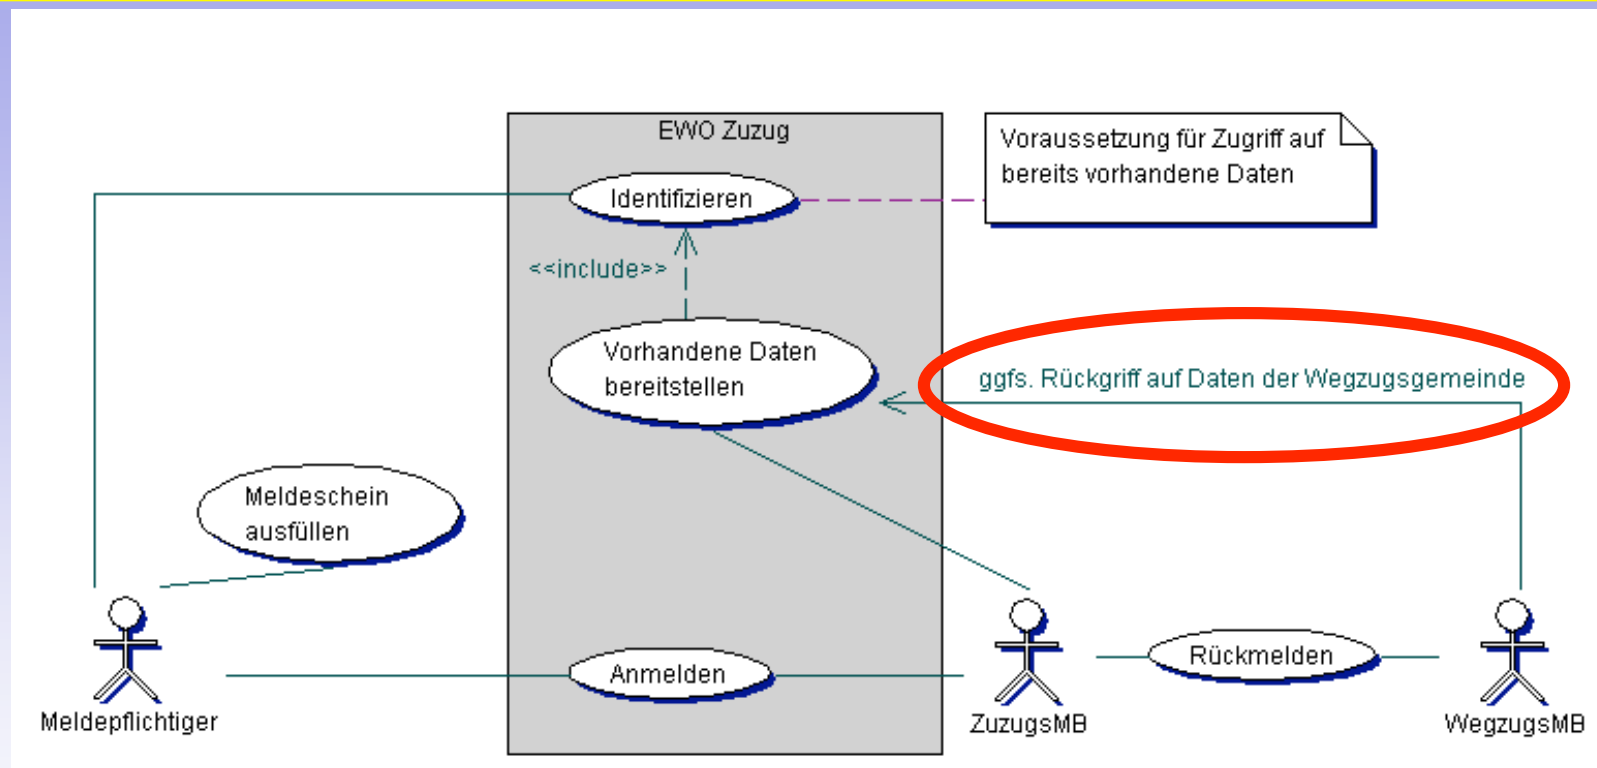 EWO Zuzug
Voraussetzung für Zugriff auf
bereits vorhandene Daten
Identifizieren
<<include>>
Vorhandene Daten
bereitstellen
ggfs. Rückgriff auf Daten der Wegzugsgemeinde
Meldeschein
ausfüllen
Anmelden
Rückmelden
Meldepflichtiger
ZuzugsMB
WegzugsMB